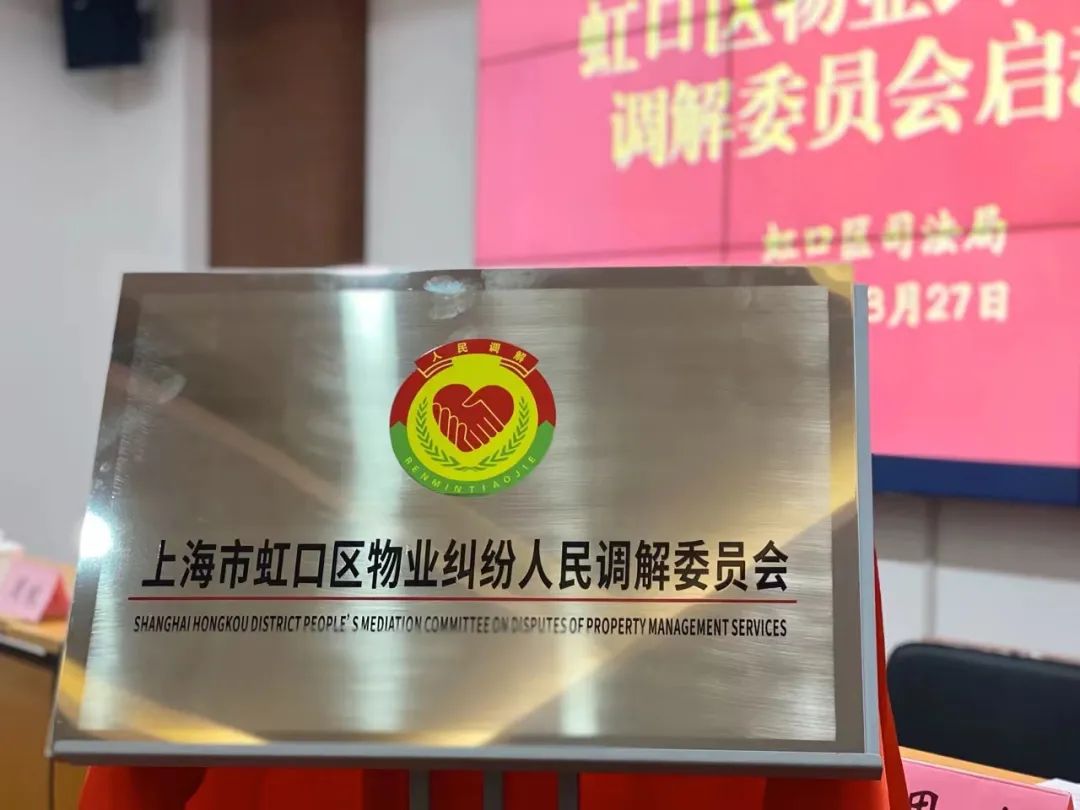 虹口区物业
调解委员会启动
虹口区司法局
8月27日
人民调解
RENMINTIAOJIE
上海市虹口区物业纠纷人民调解委员会
SHANGHAI HONGKOU DISTRICT PEOPLE'S MEDIATION COMMITTEE ON DISPUTES OF PROPERTY MANAGEMENT SERVICES